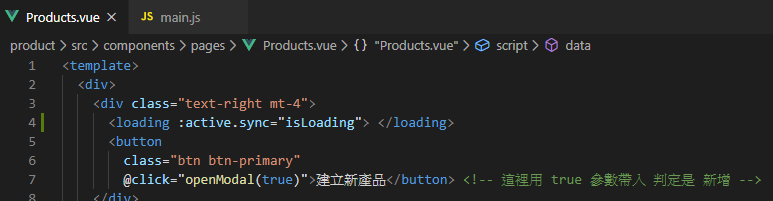 Products.vue × JS main.js
product > src > components > pages > Products.vue > {} "Products.vue" > script > data
1 <template>
2 <div>
3 <div class="text-right mt-4">
4 <loading :active.sync="isLoading"> </loading>
5 <button
6 class="btn btn-primary"
7 @click="openModal(true)">建立新產品</button> <!-- 這裡用 true 參數帶入 判定是 新增 -->
8 </div>